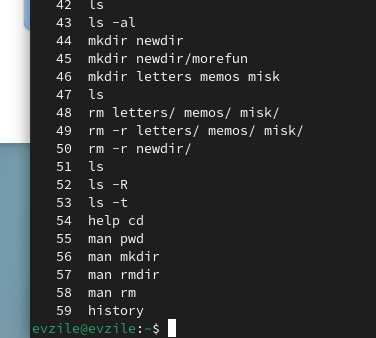 42 ls
43 ls -al
44 mkdir newdir
45 mkdir newdir/morefun
46 mkdir letters memos misk
47 ls
48 rm letters/ memos/ misk/
49 rm -r letters/ memos/ misk/
50 rm -r newdir/
51 ls
52 ls -R
53 ls -t
54 help cd
55 man pwd
56 man mkdir
57 man rmdir
58 man rm
59 history
evzile@evzile:~$